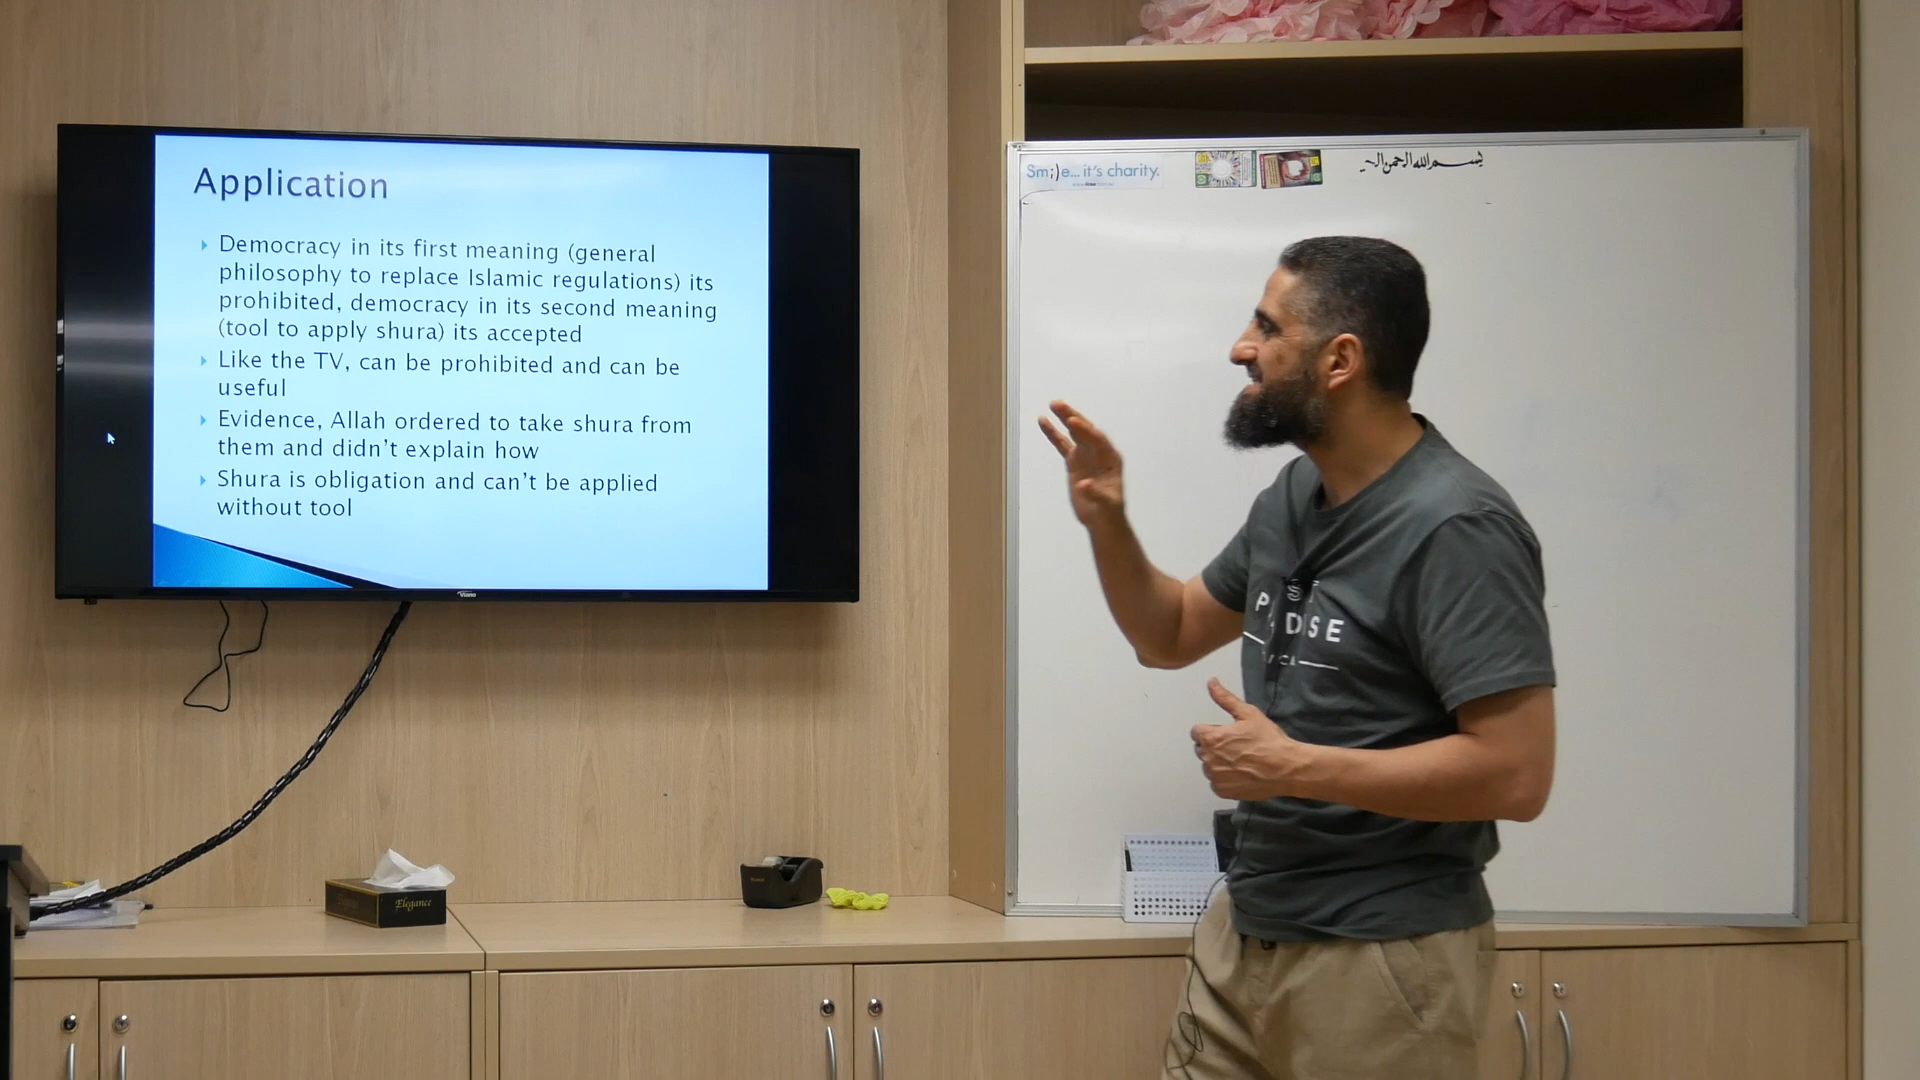 Application
Democracy in its first meaning (general
philosophy to replace Islamic regulations) its
prohibited, democracy in its second meaning
(tool to apply shura) its accepted
Like the TV, can be prohibited and can be
useful
Evidence, Allah ordered to take shura from
them and didn't explain how
Shura is obligation and can't be applied
without tool
Sm;)e... it's charity.
بسم الله الرحمن
Elegance